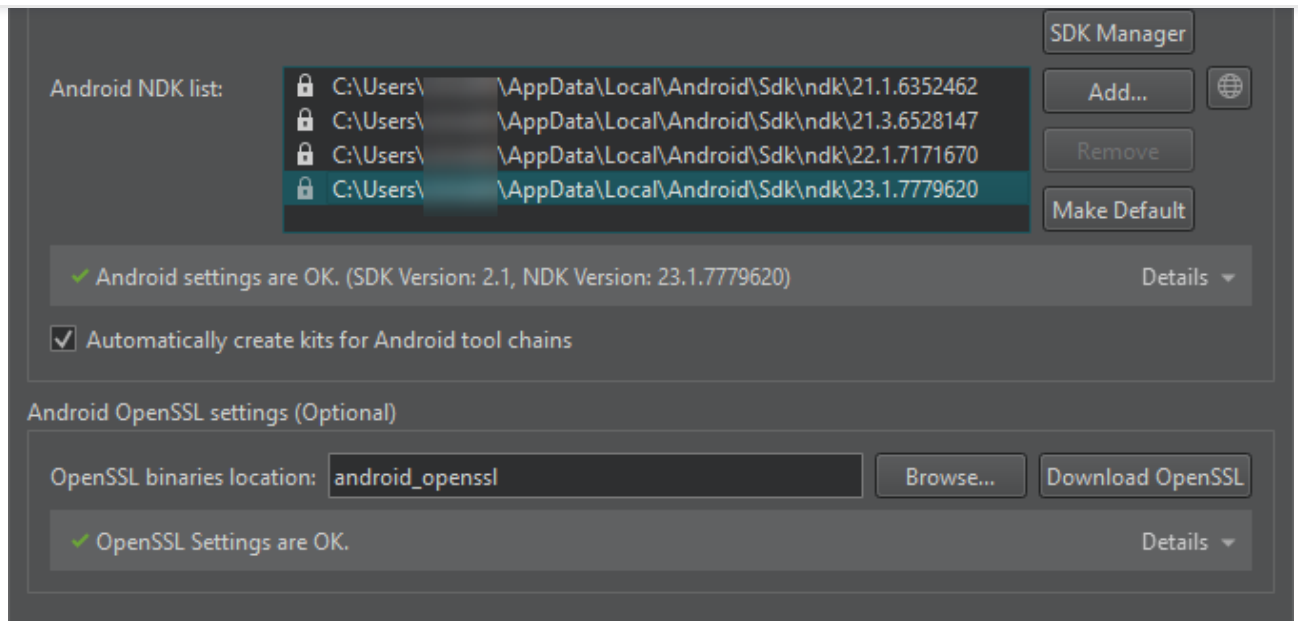 SDK Manager
Android NDK list:
C:\Users\ \AppData\Local\Android\Sdk\ndk\21.1.6352462
Add...
C:\Users\ \AppData\Local\Android\Sdk\ndk\21.3.6528147
C:\Users\ \AppData\Local\Android\Sdk\ndk\22.1.7171670
Remove
C:\Users\ \AppData\Local\Android\Sdk\ndk\23.1.7779620
Make Default
Android settings are OK. (SDK Version: 2.1, NDK Version: 23.1.7779620)
Details
Automatically create kits for Android tool chains
Android OpenSSL settings (Optional)
OpenSSL binaries location:
android_openssl
Browse...
Download OpenSSL
OpenSSL Settings are OK.
Details